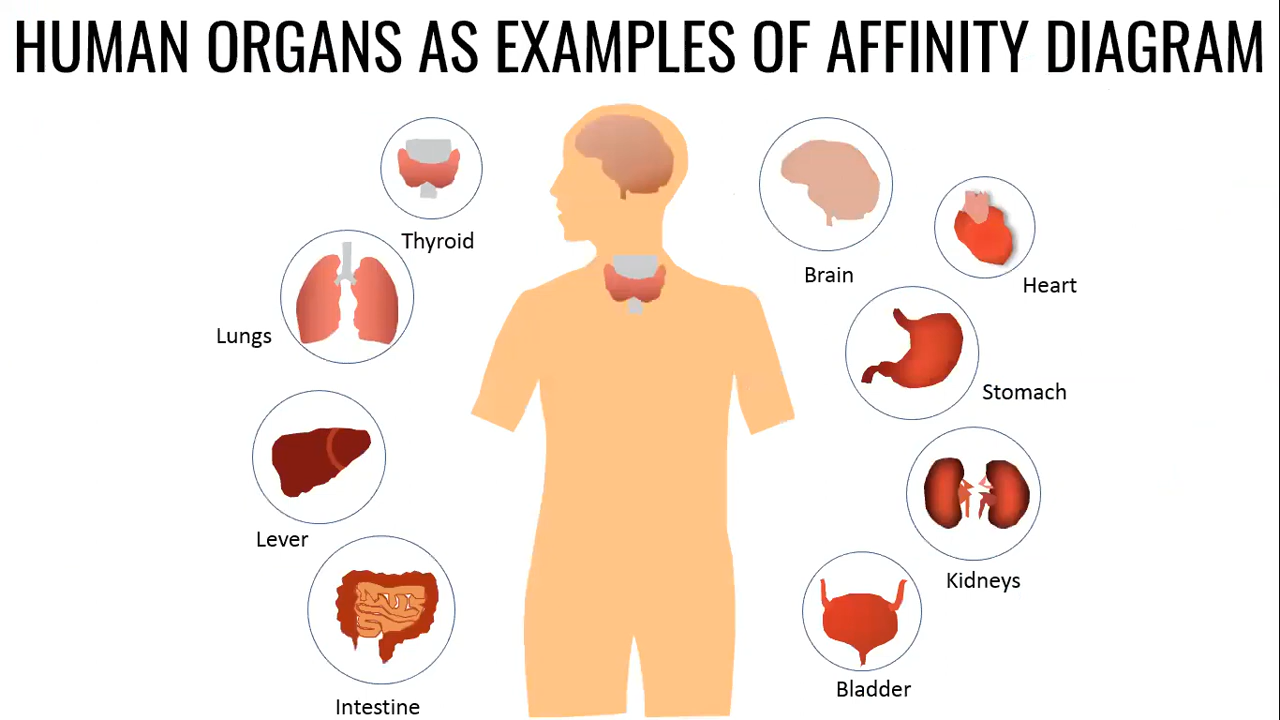 HUMAN ORGANS AS EXAMPLES OF AFFINITY DIAGRAM
Thyroid
Lungs
Lever
Intestine
Brain
Heart
Stomach
Kidneys
Bladder